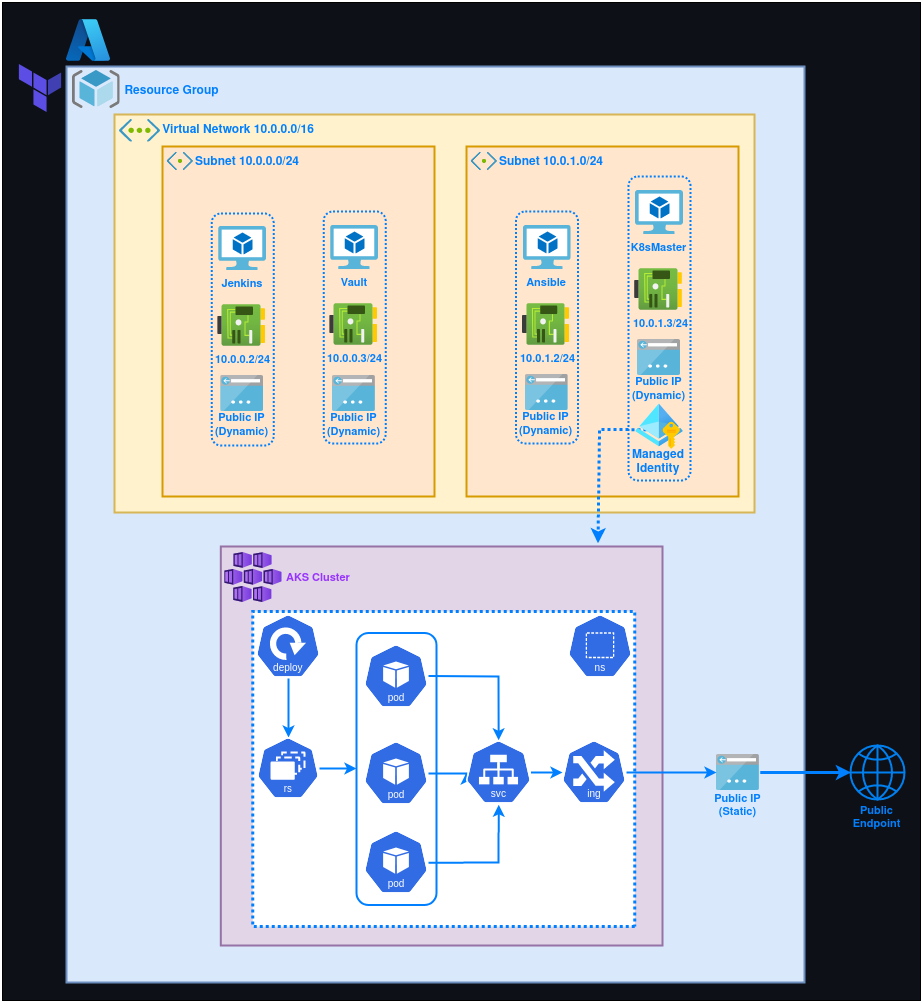 Resource Group
Virtual Network 10.0.0.0/16
Subnet 10.0.0.0/24
Subnet 10.0.1.0/24
Jenkins
10.0.0.2/24
Public IP
(Dynamic)
Vault
10.0.0.3/24
Public IP
(Dynamic)
Ansible
10.0.1.2/24
Public IP
(Dynamic)
K8sMaster
10.0.1.3/24
Public IP
(Dynamic)
Managed
Identity
AKS Cluster
deploy
ns
pod
rs
pod
svc
ing
pod
Public IP
(Static)
Public
Endpoint